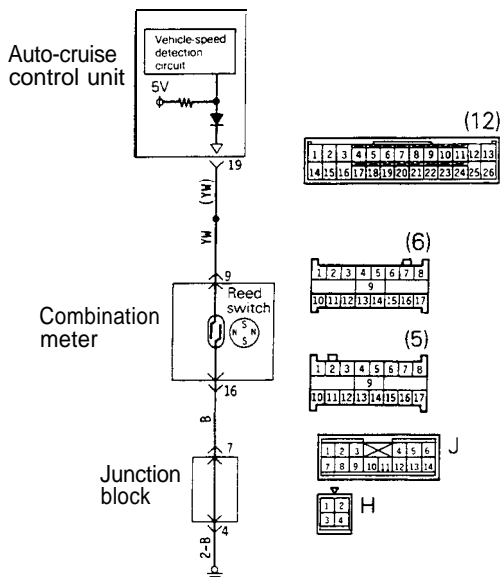 Auto-cruise
control unit
Vehicle-speed
detection
circuit
5V
19
(YW)
YW
9
Combination
meter
Reed
switch
N S N S
16
B
7
Junction
block
4
2-B
(12)
1 2 3 4 5 6 7 8 9 10 11 12 13
14 15 16 17 18 19 20 21 22 23 24 25 26
(6)
1 2 3 4 5 6 7 8
9
10 11 12 13 14 15 16 17
(5)
1 2 3 4 5 6 7 8
9
10 11 12 13 14 15 16 17
J
1 2 3 4 5 6
7 8 9 10 11 12 13 14
H
1 2
3 4